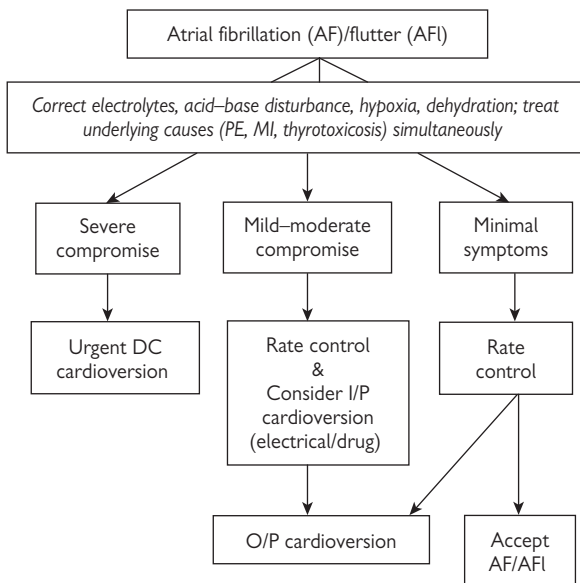 Atrial fibrillation (AF)/flutter (AFl)
Correct electrolytes, acid–base disturbance, hypoxia, dehydration; treat
underlying causes (PE, MI, thyrotoxicosis) simultaneously
Severe
compromise
Mild–moderate
compromise
Minimal
symptoms
Urgent DC
cardioversion
Rate control
&
Consider I/P
cardioversion
(electrical/drug)
Rate
control
O/P cardioversion
Accept
AF/AFl